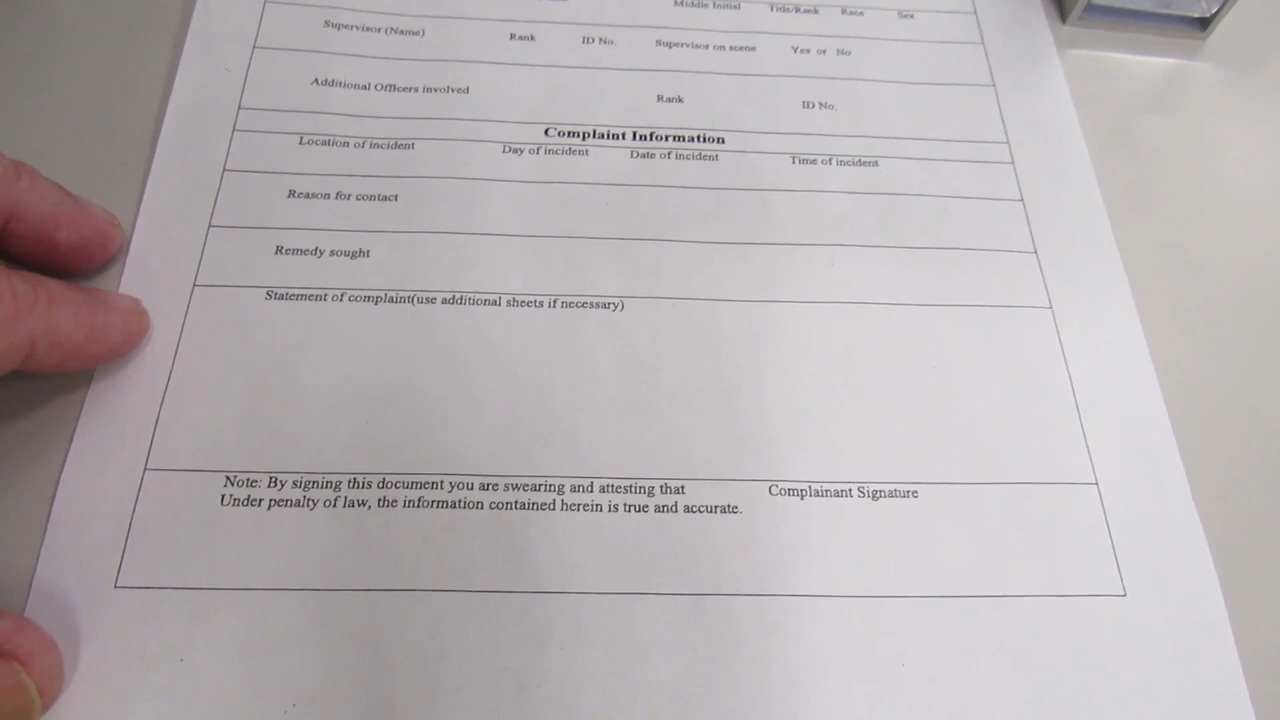 Middle Initial Title/Rank Race Sex
Supervisor (Name) Rank ID No. Supervisor on scene Yes or No
Additional Officers involved Rank ID No.
Complaint Information
Location of incident Day of incident Date of incident Time of incident
Reason for contact
Remedy sought
Statement of complaint(use additional sheets if necessary)
Note: By signing this document you are swearing and attesting that Complainant Signature
Under penalty of law, the information contained herein is true and accurate.